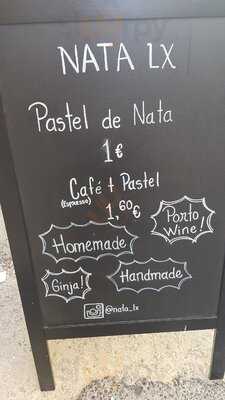 NATA LX
Pastel de Nata
1€
Café + Pastel
(Espresso)
1,60€
Porto
Wine!
Homemade
Handmade
Ginja!
@nata_lx